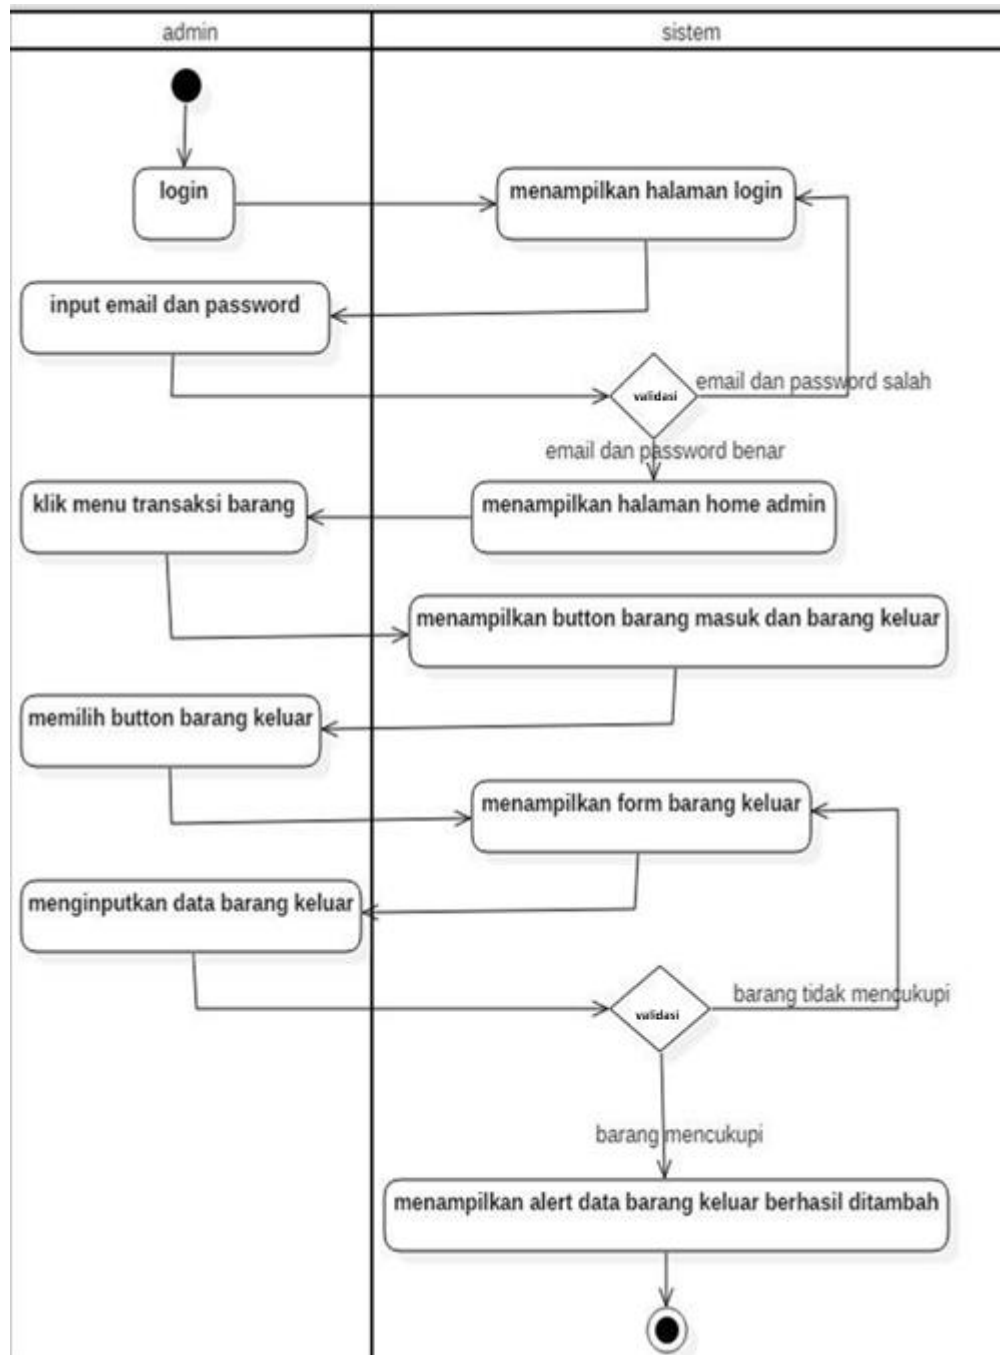 admin
sistem
login
menampilkan halaman login
input email dan password
validasi
email dan password salah
email dan password benar
klik menu transaksi barang
menampilkan halaman home admin
menampilkan button barang masuk dan barang keluar
memilih button barang keluar
menampilkan form barang keluar
menginputkan data barang keluar
validasi
barang tidak mencukupi
barang mencukupi
menampilkan alert data barang keluar berhasil ditambah